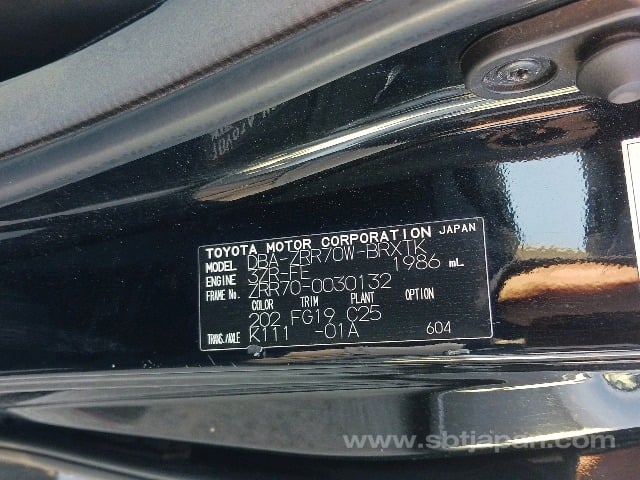 TOYOTA MOTOR CORPORATION JAPAN
MODEL DBA-ZRR70W-BRXTK
ENGINE 3ZR-FE 1986 mL
FRAME No. ZRR70-0030132
COLOR TRIM PLANT OPTION
202 FG19 C25
TRANS./AXLE K111 -01A 604
www.sbtjapan.com